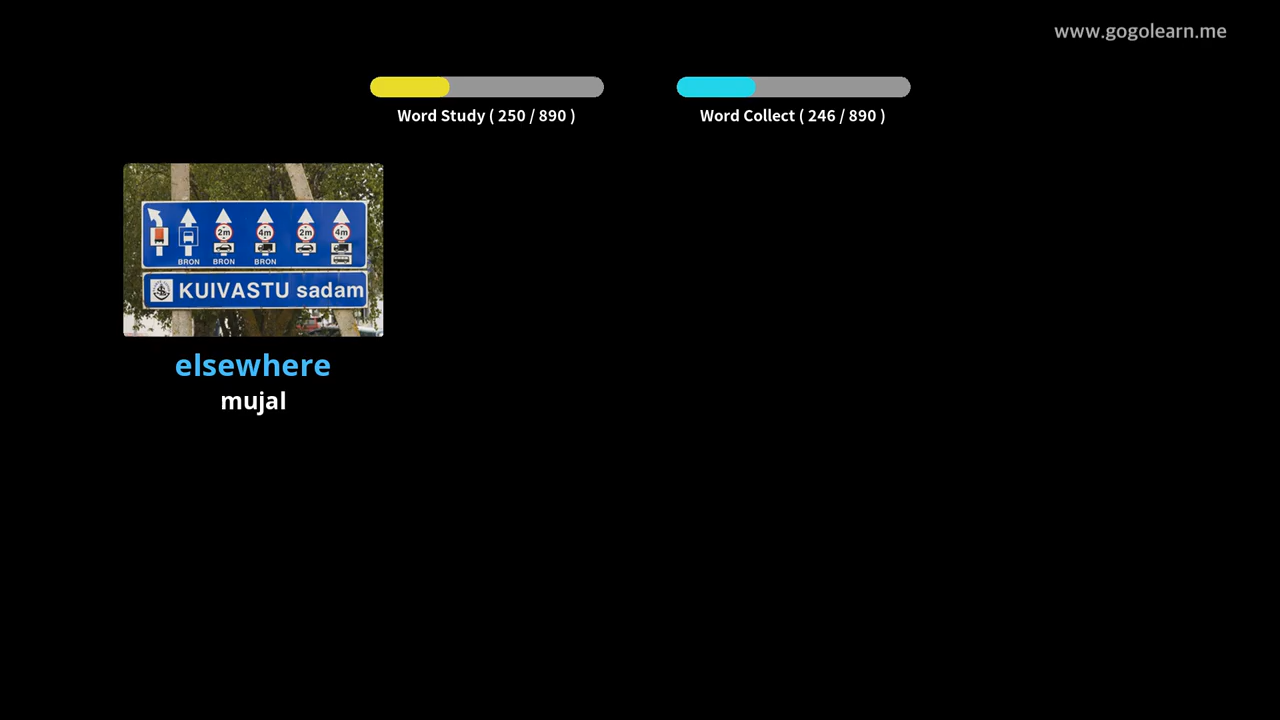 www.gogolearn.me
Word Study ( 250 / 890 )
Word Collect ( 246 / 890 )
2m 4m 2m 4m
BRON BRON BRON
KUIVASTU sadam
elsewhere
mujal